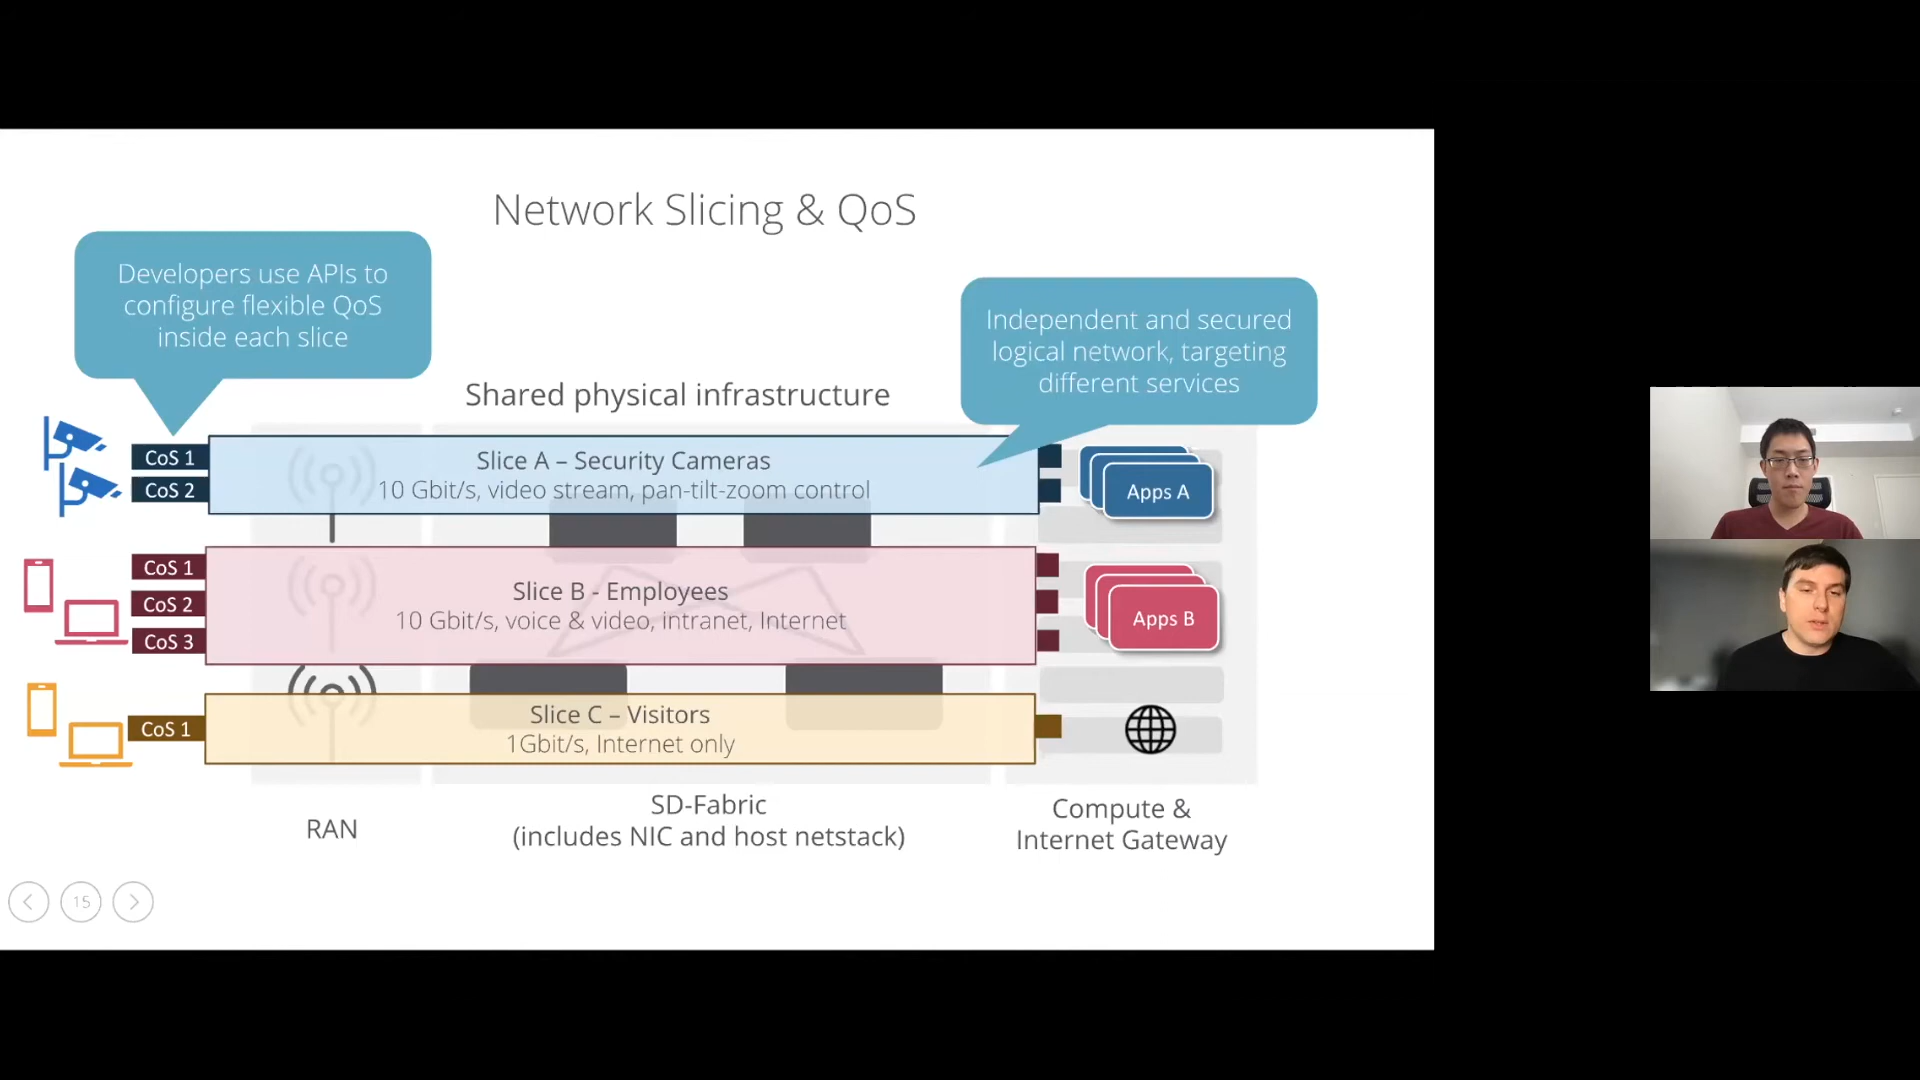 Network Slicing & QoS
Developers use APIs to
configure flexible QoS
inside each slice
Independent and secured
logical network, targeting
different services
Shared physical infrastructure
CoS 1
CoS 2
Slice A – Security Cameras
10 Gbit/s, video stream, pan-tilt-zoom control
Apps A
CoS 1
CoS 2
CoS 3
Slice B - Employees
10 Gbit/s, voice & video, intranet, Internet
Apps B
CoS 1
Slice C – Visitors
1Gbit/s, Internet only
RAN
SD-Fabric
(includes NIC and host netstack)
Compute &
Internet Gateway
15